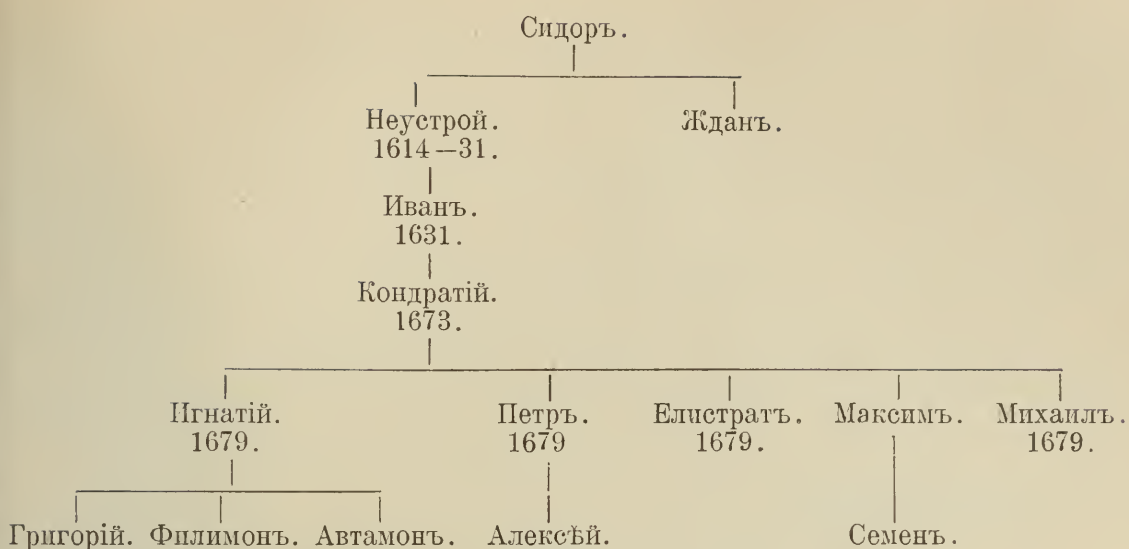 Сидоръ.
Неустрой. Жданъ.
1614—31.
Иванъ.
1631.
Кондратій.
1673.
Игнатій. Петръ. Елистратъ. Максимъ. Михаилъ.
1679. 1679 1679. 1679.
Григорій. Филимонъ. Автамонъ. Алексѣй. Семенъ.